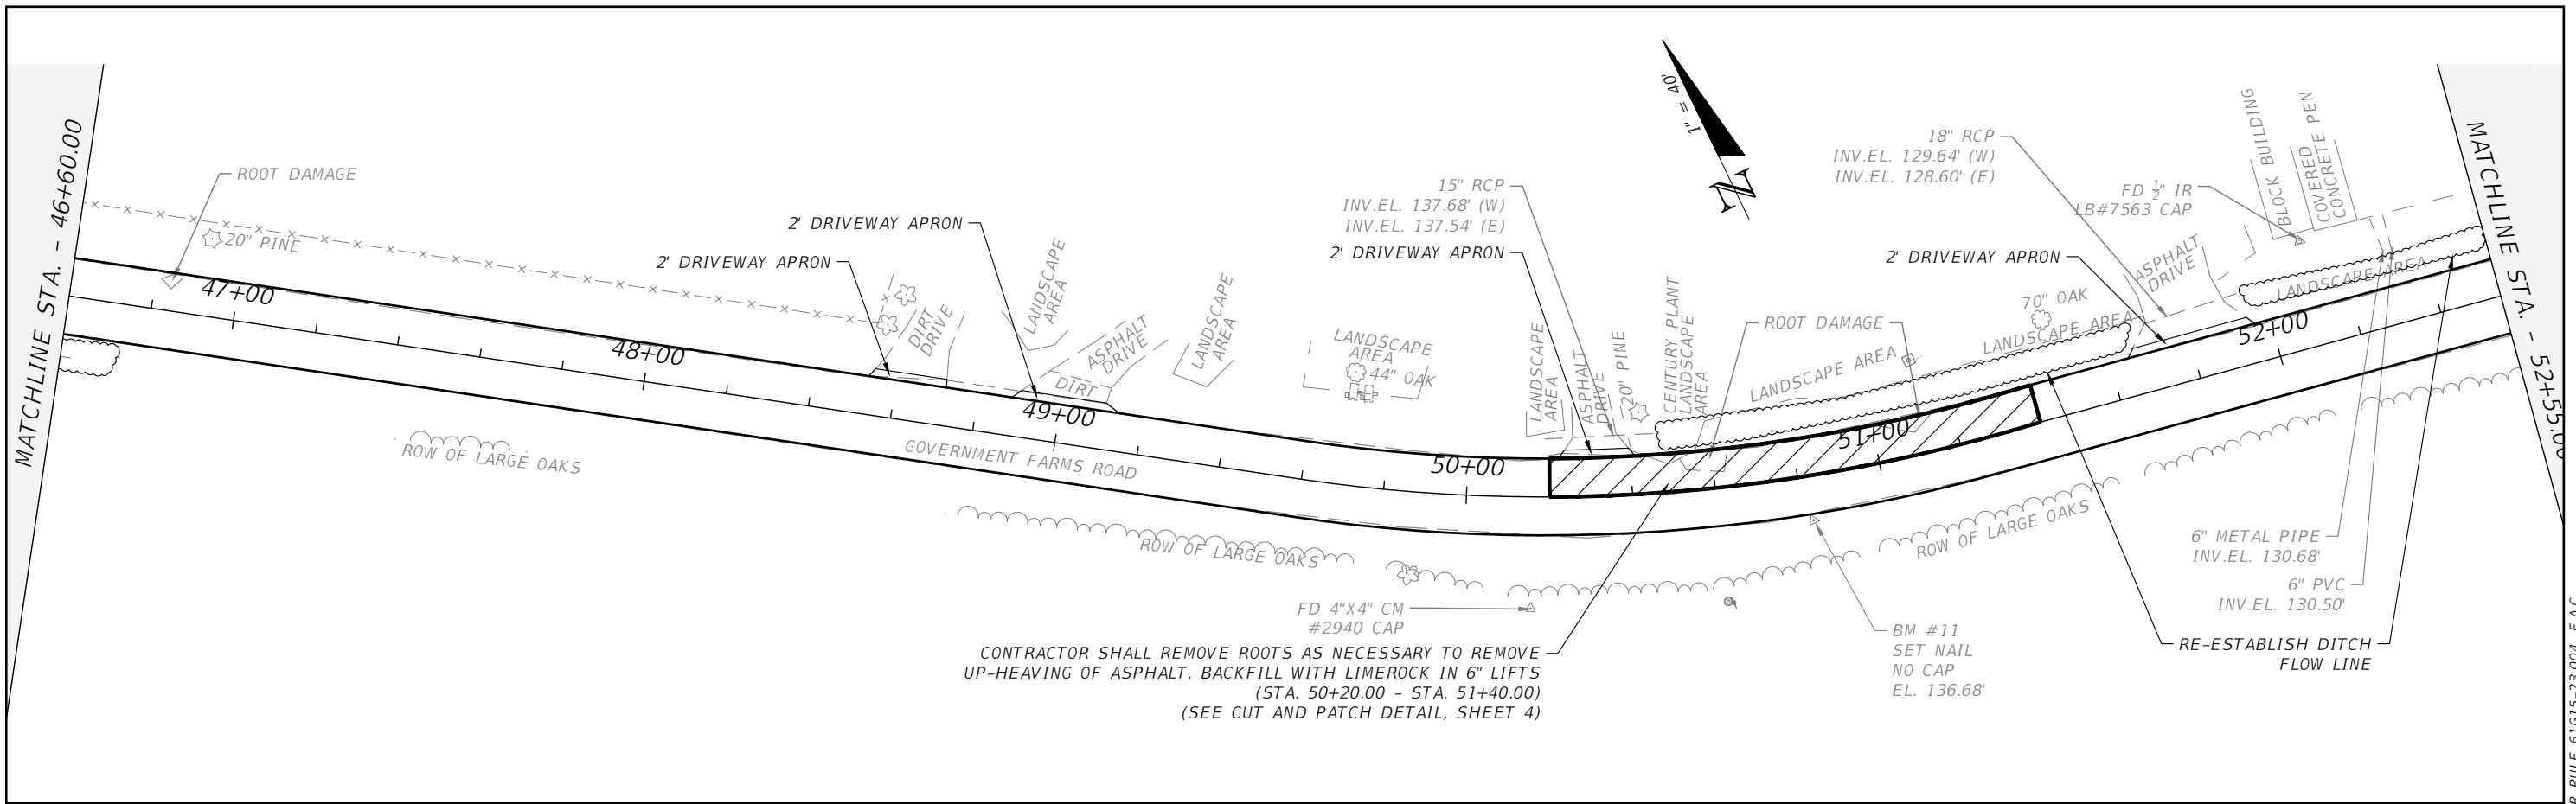 MATCHLINE STA. - 46+60.00
ROOT DAMAGE
20" PINE
47+00
48+00
49+00
50+00
51+00
52+00
ROW OF LARGE OAKS
GOVERNMENT FARMS ROAD
2' DRIVEWAY APRON
2' DRIVEWAY APRON
DIRT
DRIVE
LANDSCAPE
AREA
ASPHALT
DRIVE
DIRT
LANDSCAPE
AREA
LANDSCAPE
AREA
44" OAK
15" RCP
INV.EL. 137.68' (W)
INV.EL. 137.54' (E)
2' DRIVEWAY APRON
LANDSCAPE
AREA
ASPHALT
DRIVE
20" PINE
CENTURY PLANT
LANDSCAPE
AREA
1" = 40'
N
ROOT DAMAGE
18" RCP
INV.EL. 129.64' (W)
INV.EL. 128.60' (E)
2' DRIVEWAY APRON
LANDSCAPE AREA
70" OAK
LANDSCAPE AREA
ASPHALT
DRIVE
FD ½" IR
LB#7563 CAP
BLOCK BUILDING
COVERED
CONCRETE PEN
LANDSCAPE AREA
MATCHLINE STA. - 52+55.00
ROW OF LARGE OAKS
FD 4"X4" CM
#2940 CAP
CONTRACTOR SHALL REMOVE ROOTS AS NECESSARY TO REMOVE
UP-HEAVING OF ASPHALT. BACKFILL WITH LIMEROCK IN 6" LIFTS
(STA. 50+20.00 - STA. 51+40.00)
(SEE CUT AND PATCH DETAIL, SHEET 4)
BM #11
SET NAIL
NO CAP
EL. 136.68'
ROW OF LARGE OAKS
6" METAL PIPE
INV.EL. 130.68'
6" PVC
INV.EL. 130.50'
RE-ESTABLISH DITCH
FLOW LINE
RULE 61G15-23.004, F.A.C.